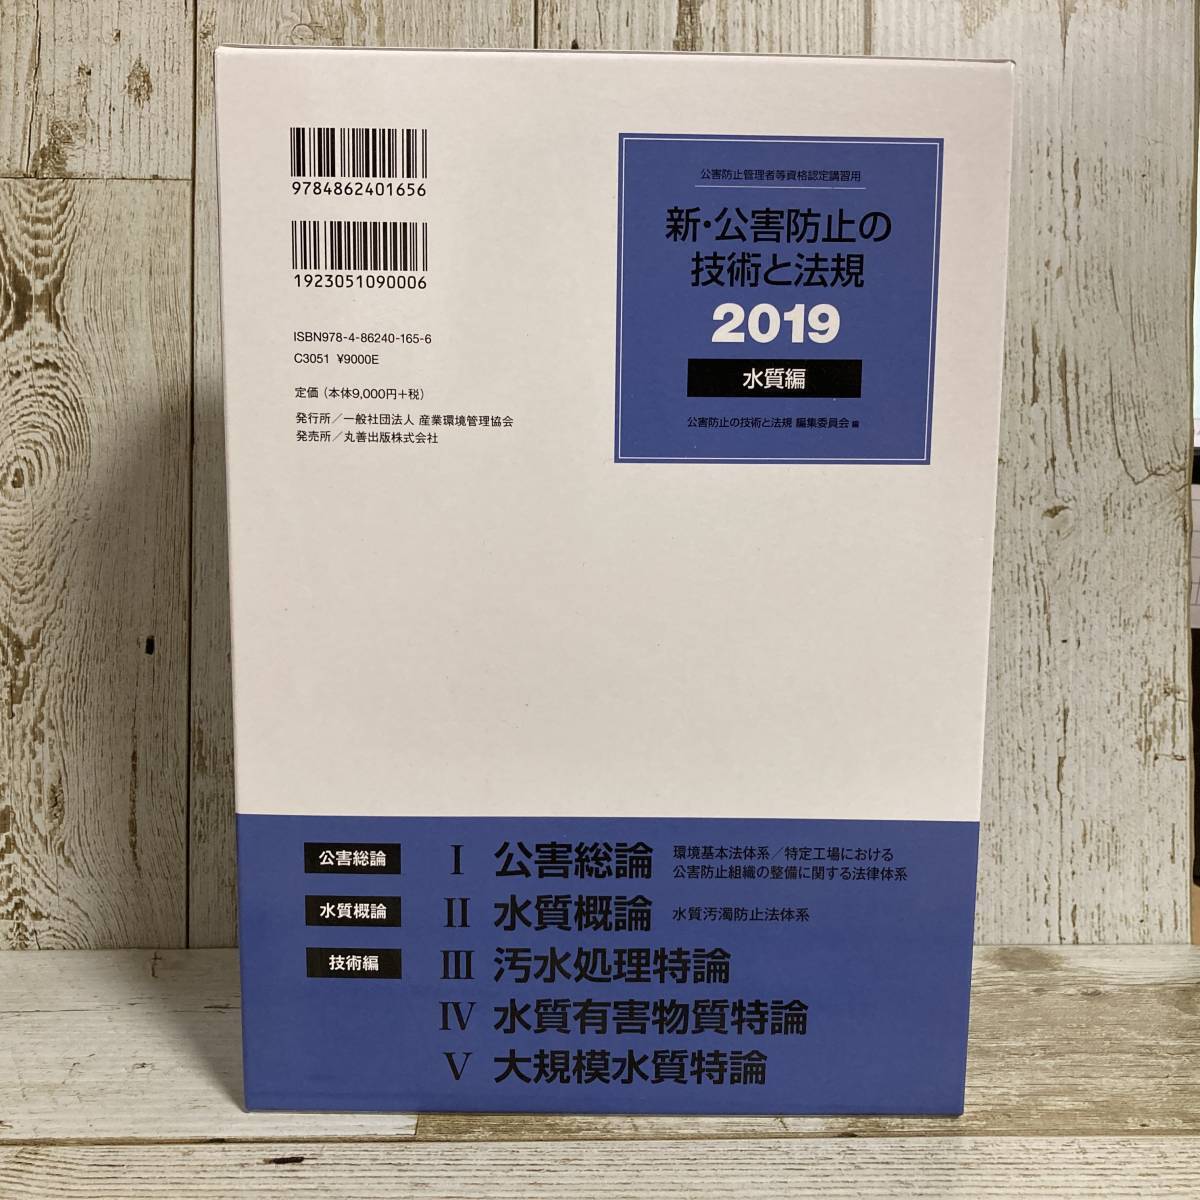 9784862401656
1923051090006
ISBN978-4-86240-165-6
C3051 ¥9000E
定価（本体9,000円+税）
発行所／一般社団法人 産業環境管理協会
発売所／丸善出版株式会社
公害防止管理者等資格認定講習用
新・公害防止の
技術と法規
2019
水質編
公害防止の技術と法規 編集委員会 編
公害総論 I 公害総論 環境基本法体系／特定工場における
公害防止組織の整備に関する法律体系
水質概論 II 水質概論 水質汚濁防止法体系
技術編 III 汚水処理特論
IV 水質有害物質特論
V 大規模水質特論